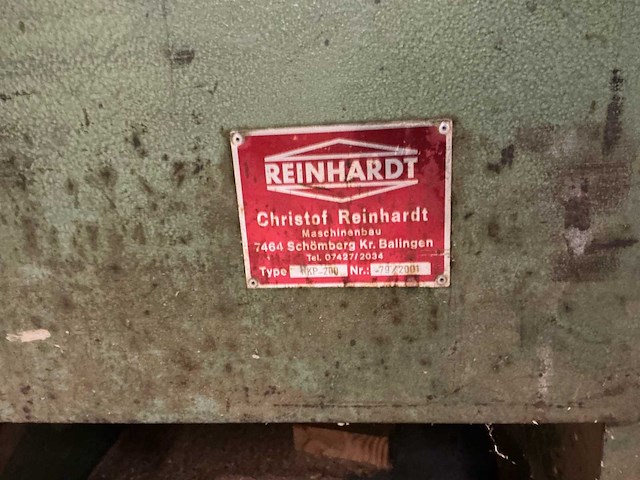 REINHARDT
Christof Reinhardt
Maschinenbau
7464 Schömberg Kr. Balingen
Tel. 07427/2034
Type Nr.: